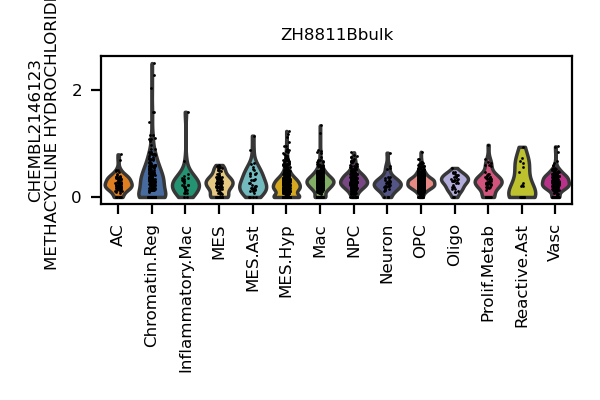 ZH8811Bbulk
CHEMBL2146123
METHACYCLINE HYDROCHLORIDE
2
0
AC
Chromatin.Reg
Inflammatory.Mac
MES
MES.Ast
MES.Hyp
Mac
NPC
Neuron
OPC
Oligo
Prolif.Metab
Reactive.Ast
Vasc